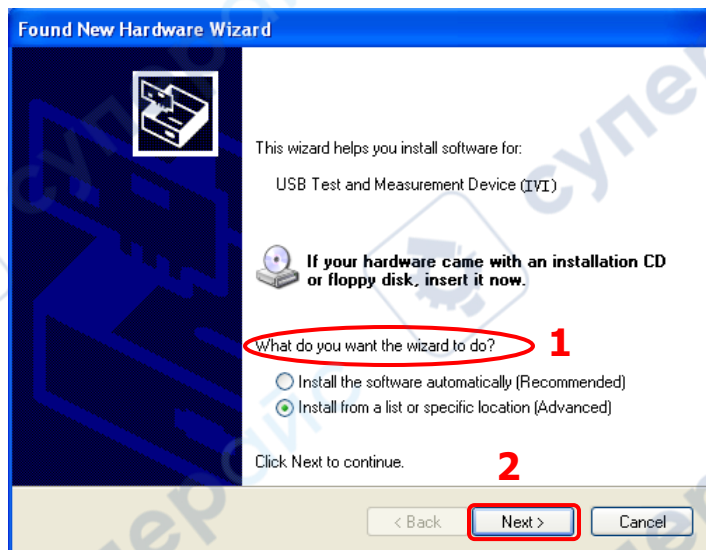 Found New Hardware Wizard
This wizard helps you install software for:
USB Test and Measurement Device (IVI)
If your hardware came with an installation CD
or floppy disk, insert it now.
What do you want the wizard to do?
1
Install the software automatically (Recommended)
Install from a list or specific location (Advanced)
Click Next to continue.
2
< Back
Next >
Cancel